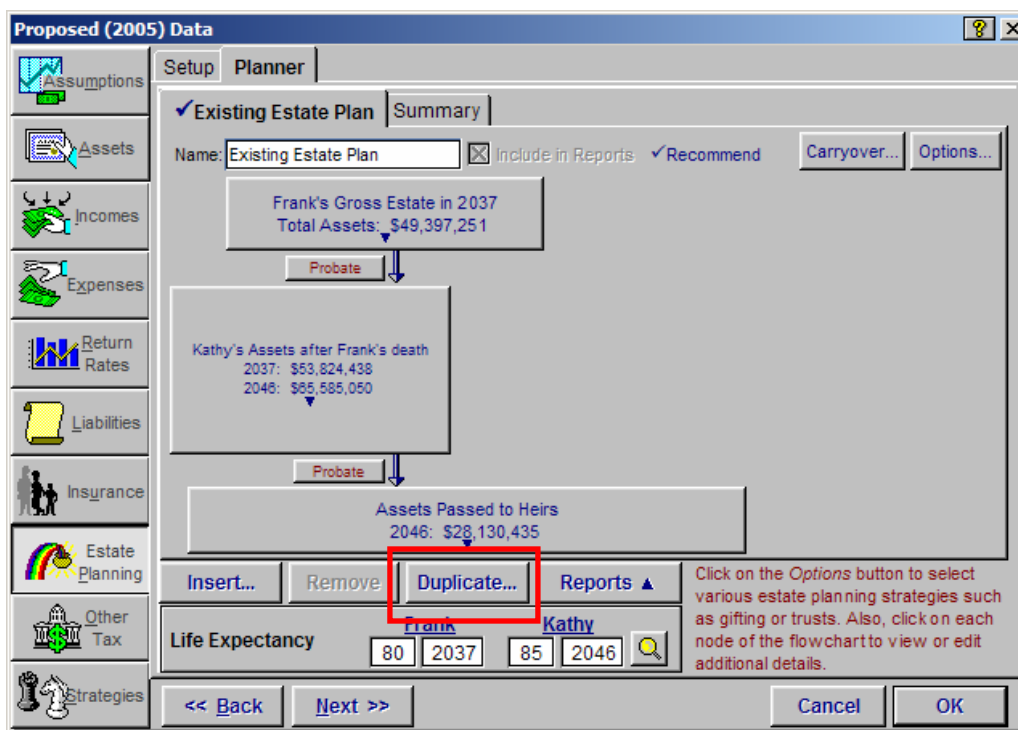 Proposed (2005) Data
?
Assumptions
Assets
Incomes
Expenses
Return
Rates
Liabilities
Insurance
Estate
Planning
Other
Tax
Strategies
Setup Planner
Existing Estate Plan Summary
Name: Existing Estate Plan Include in Reports Recommend Carryover... Options...
Frank's Gross Estate in 2037
Total Assets: $49,397,251
Probate
Kathy's Assets after Frank's death
2037: $53,824,438
2046: $65,585,050
Probate
Assets Passed to Heirs
2046: $28,130,435
Insert... Remove Duplicate... Reports ▲
Click on the Options button to select
various estate planning strategies such
as gifting or trusts. Also, click on each
node of the flowchart to view or edit
additional details.
Frank Kathy
Life Expectancy 80 2037 85 2046
<< Back Next >> Cancel OK